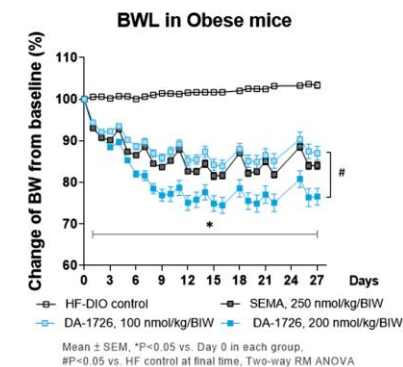 BWL in Obese mice
Change of BW from baseline (%)
110
100
90
80
70
60
#
*
0 3 6 9 12 15 18 21 24 27 Days
HF-DIO control
SEMA, 250 nmol/kg/BIW
DA-1726, 100 nmol/kg/BIW
DA-1726, 200 nmol/kg/BIW
Mean ± SEM, *P<0.05 vs. Day 0 in each group,
#P<0.05 vs. HF control at final time, Two-way RM ANOVA